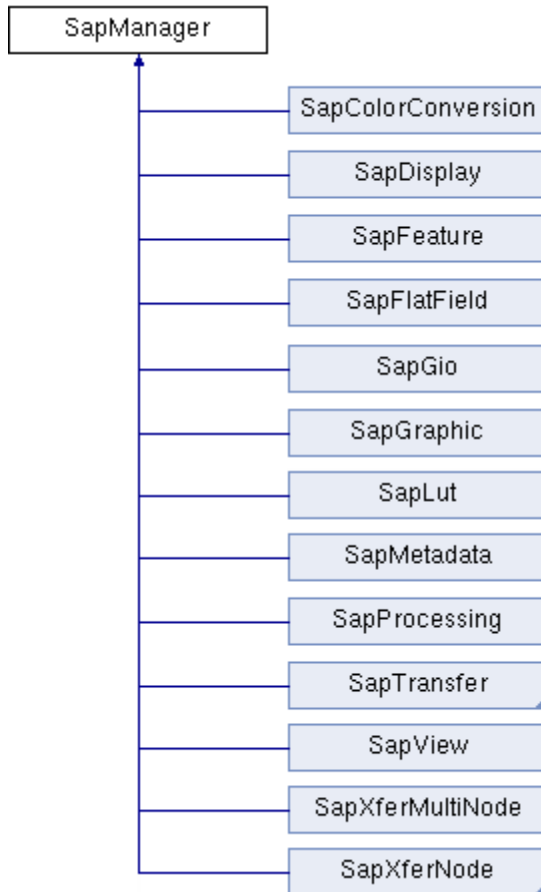 SapManager
SapColorConversion
SapDisplay
SapFeature
SapFlatField
SapGio
SapGraphic
SapLut
SapMetadata
SapProcessing
SapTransfer
SapView
SapXferMultiNode
SapXferNode